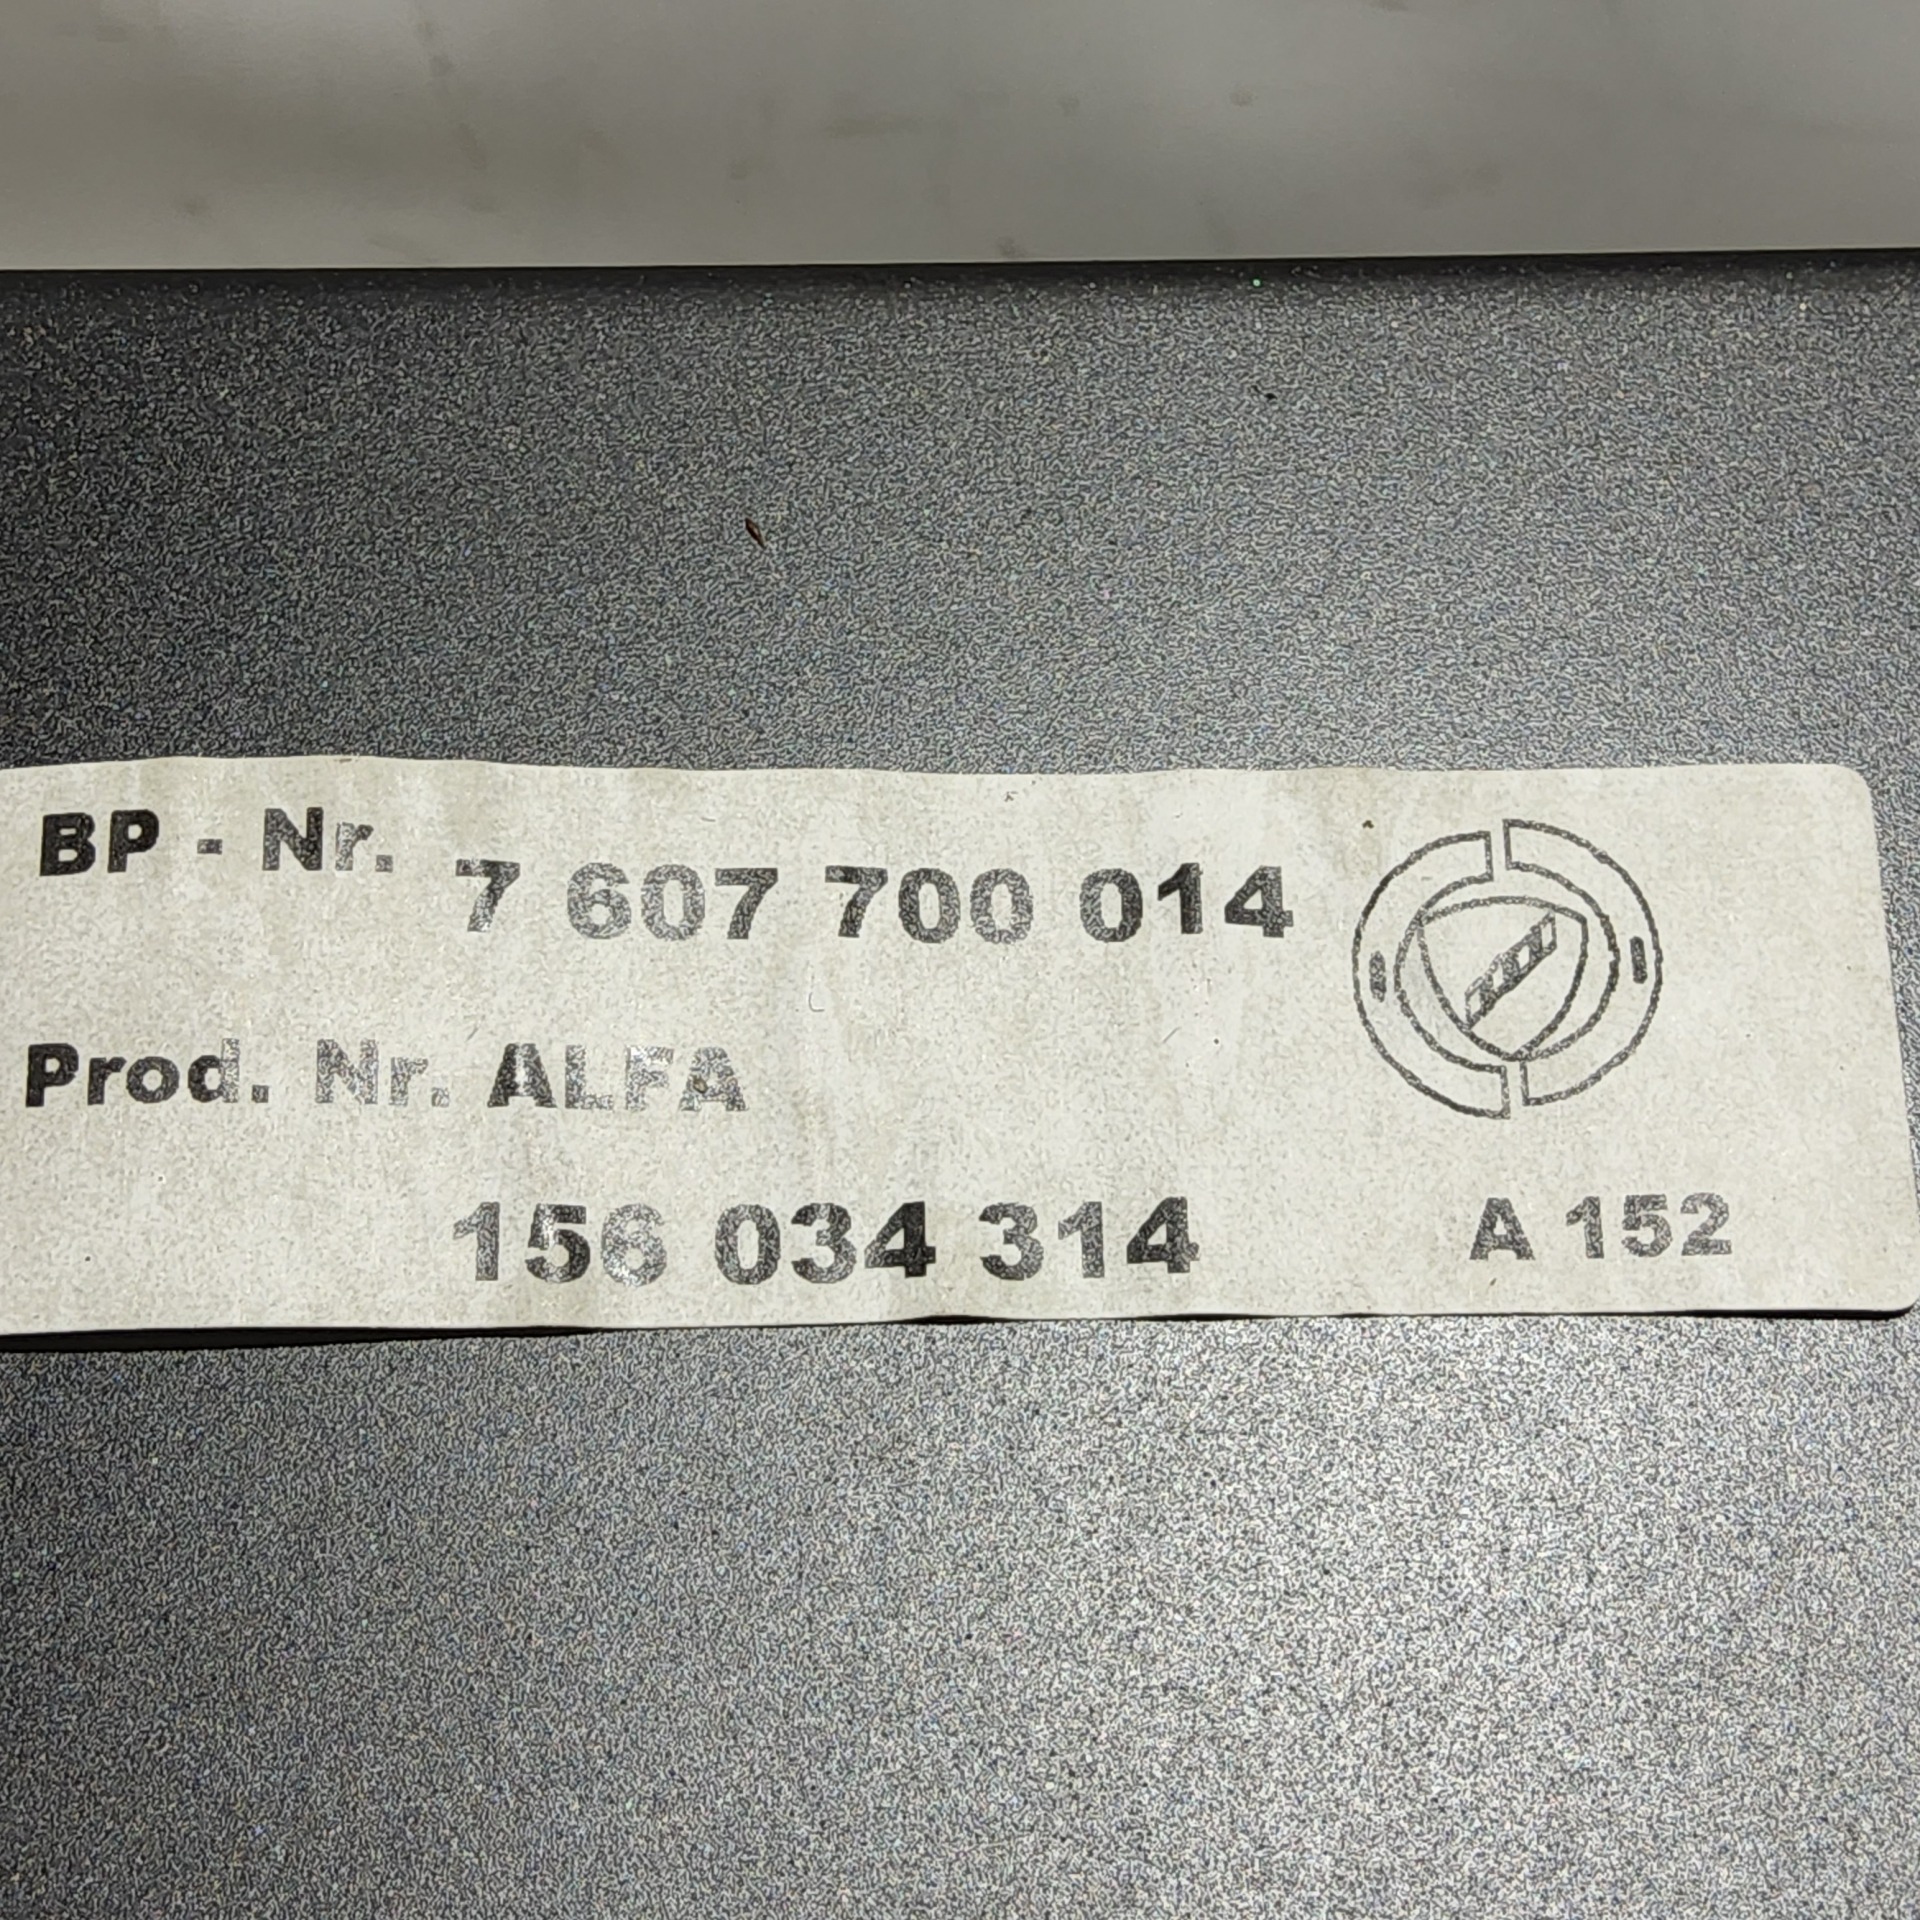 BP - Nr. 7 607 700 014
Prod. Nr. ALFA
156 034 314 A 152